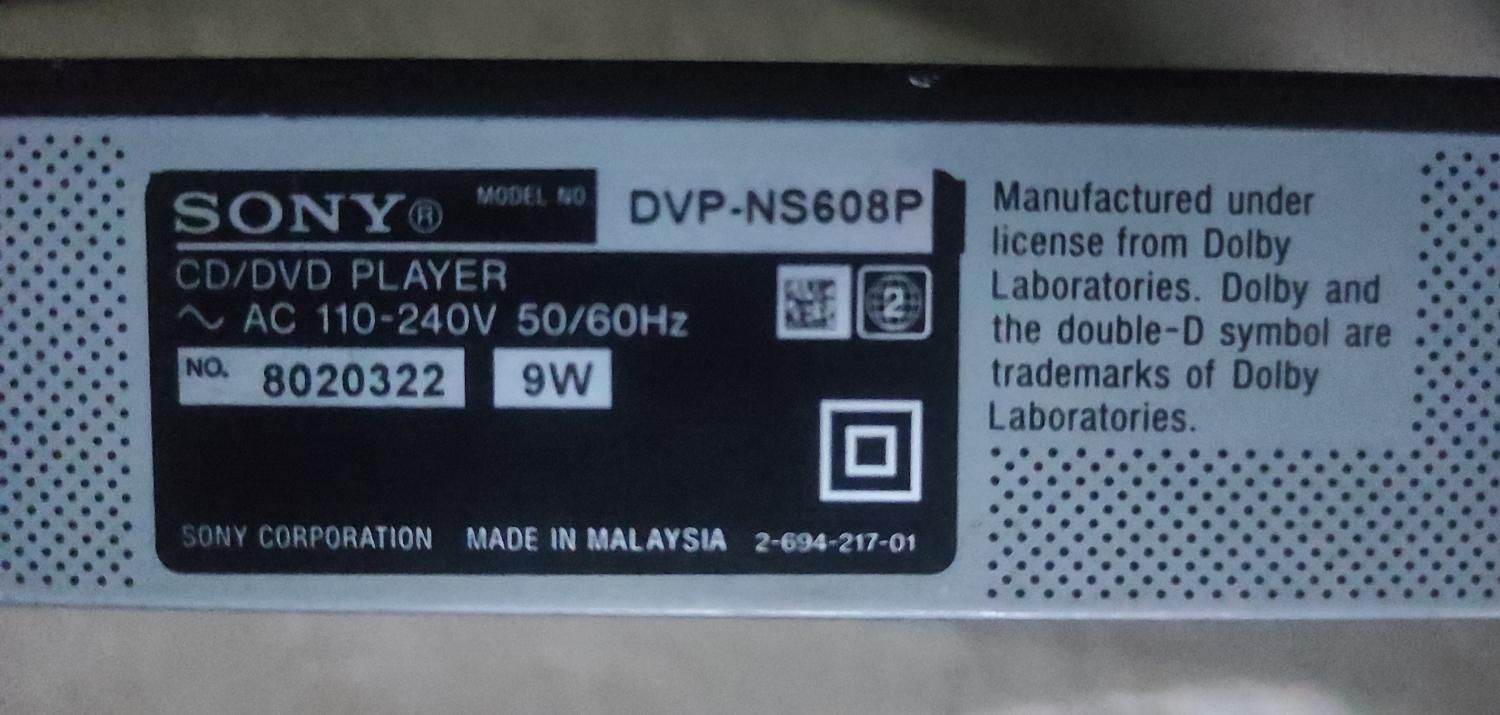 SONY® MODEL NO. DVP-NS608P
CD/DVD PLAYER
~ AC 110-240V 50/60Hz
2
NO. 8020322 9W
SONY CORPORATION MADE IN MALAYSIA 2-694-217-01
Manufactured under
license from Dolby
Laboratories. Dolby and
the double-D symbol are
trademarks of Dolby
Laboratories.